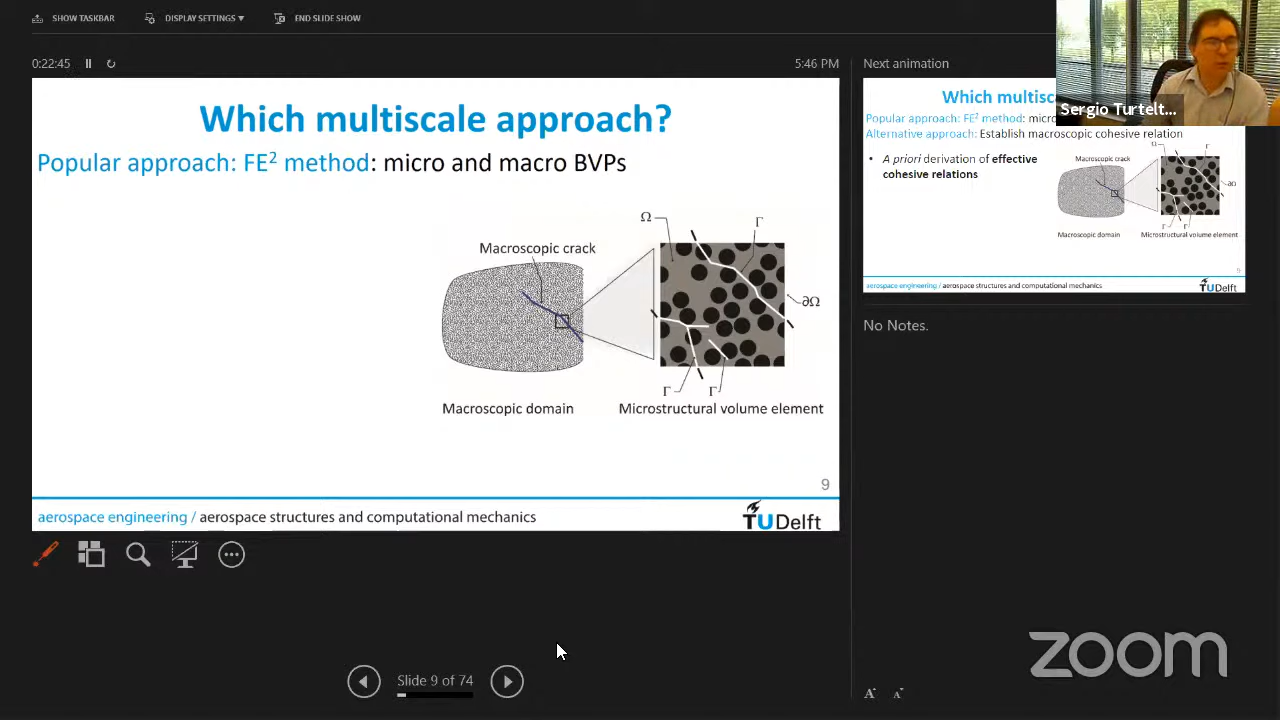 SHOW TASKBAR
DISPLAY SETTINGS ▼
END SLIDE SHOW
0:22:45
5:46 PM
Which multiscale approach?
Popular approach: FE² method: micro and macro BVPs
Ω
Γ
Macroscopic crack
∂Ω
Γ Γ
Macroscopic domain
Microstructural volume element
9
aerospace engineering / aerospace structures and computational mechanics
TUDelft
Slide 9 of 74
Next animation
Sergio Turtelt...
Which multisc
Popular approach: FE² method: micro
Alternative approach: Establish macroscopic cohesive relation
• A priori derivation of effective
cohesive relations
Ω
Γ
Macroscopic crack
∂Ω
Γ Γ
Macroscopic domain
Microstructural volume element
9
aerospace engineering / aerospace structures and computational mechanics
TUDelft
No Notes.
zoom
A A